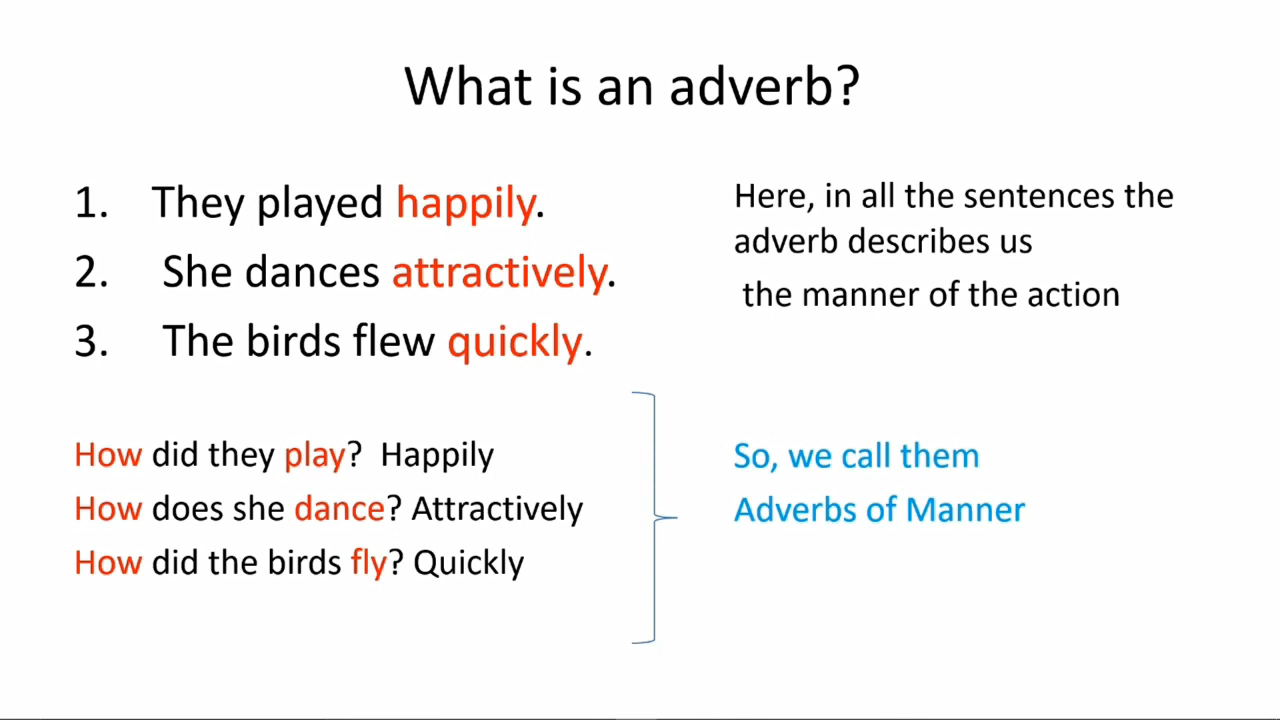 What is an adverb?
1. They played happily.
2. She dances attractively.
3. The birds flew quickly.
Here, in all the sentences the
adverb describes us
the manner of the action
How did they play? Happily
How does she dance? Attractively
How did the birds fly? Quickly
So, we call them
Adverbs of Manner